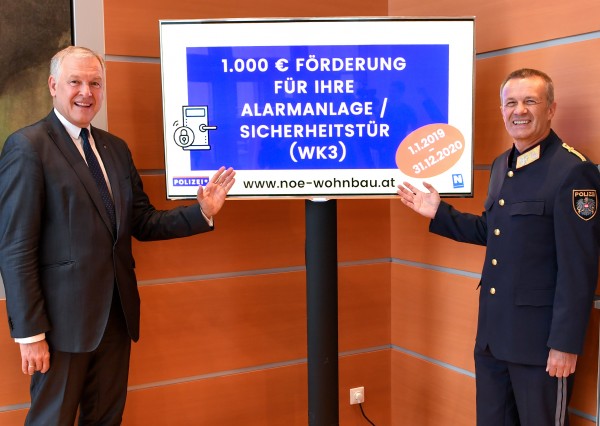 1.000 € FÖRDERUNG
FÜR IHRE
ALARMANLAGE /
SICHERHEITSTÜR
(WK3)
1.1.2019
–
31.12.2020
POLIZEI
www.noe-wohnbau.at
N
POLIZEI